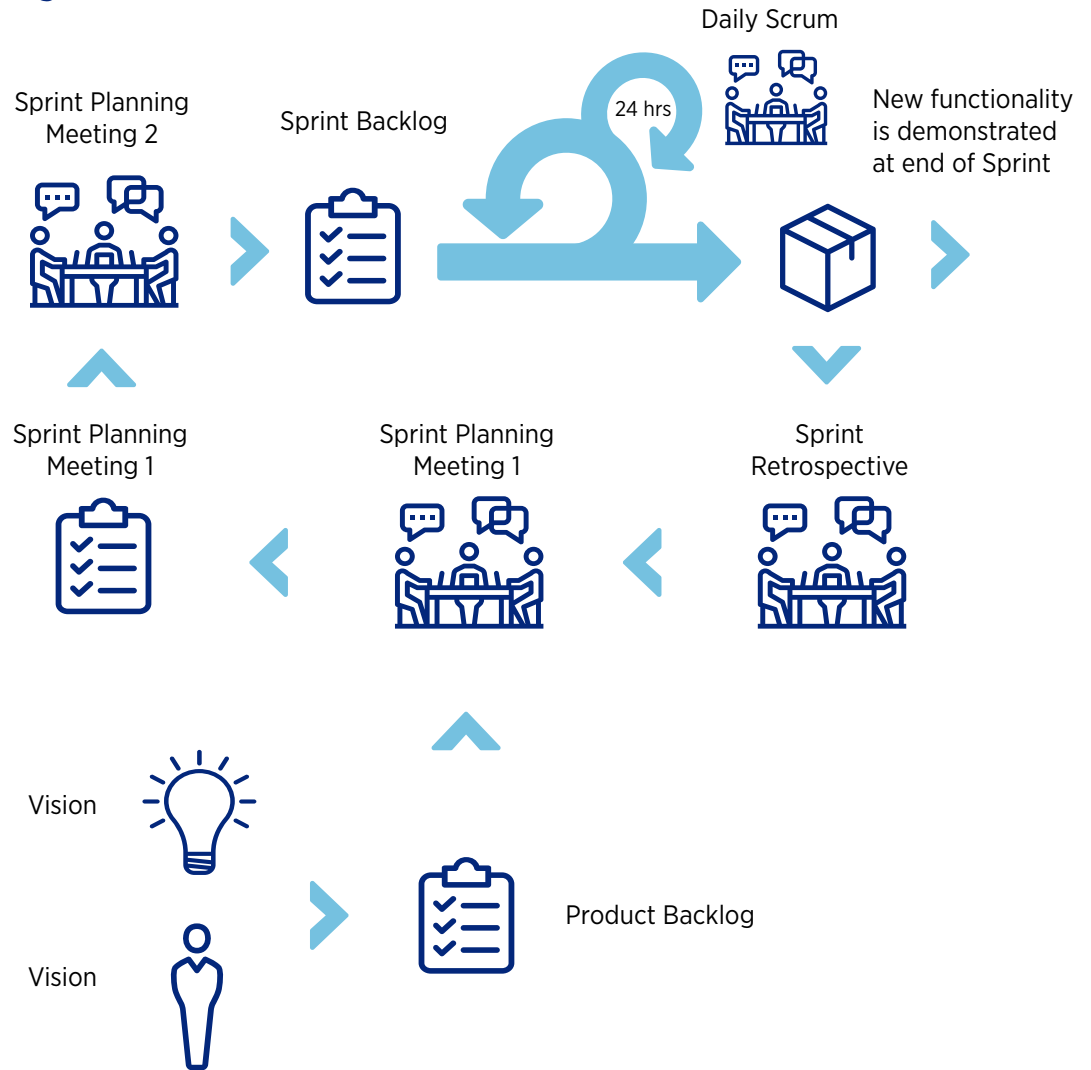 Daily Scrum
Sprint Planning
Meeting 2
Sprint Backlog
24 hrs
New functionality
is demonstrated
at end of Sprint
Sprint Planning
Meeting 1
Sprint Planning
Meeting 1
Sprint
Retrospective
Vision
Vision
Product Backlog